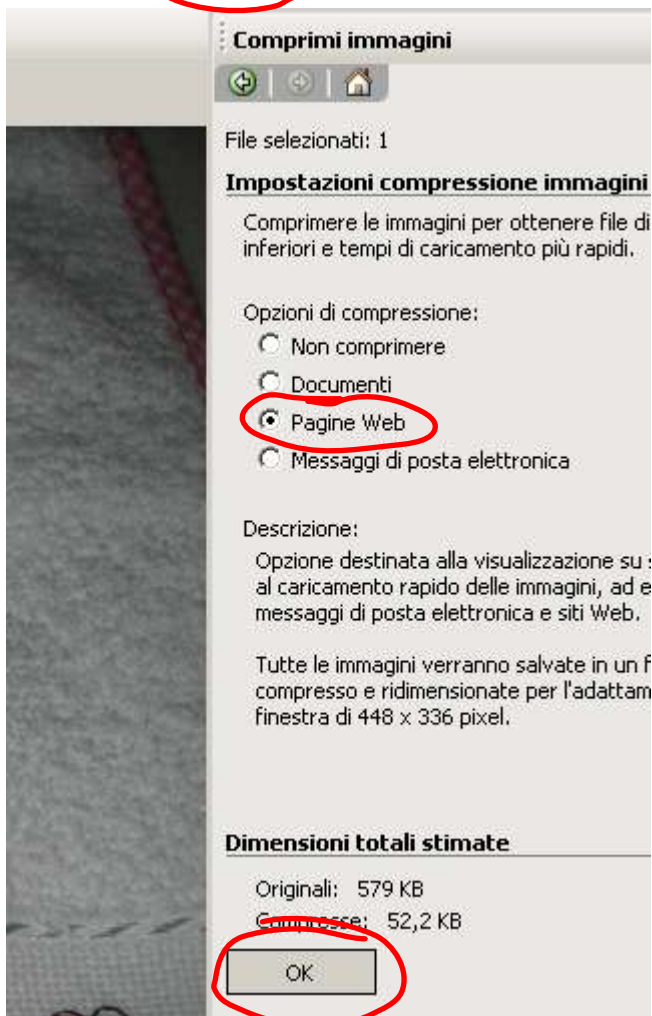 Comprimi immagini
File selezionati: 1
Impostazioni compressione immagini
Comprimere le immagini per ottenere file di
inferiori e tempi di caricamento più rapidi.
Opzioni di compressione:
Non comprimere
Documenti
Pagine Web
Messaggi di posta elettronica
Descrizione:
Opzione destinata alla visualizzazione su
al caricamento rapido delle immagini, ad
messaggi di posta elettronica e siti Web.
Tutte le immagini verranno salvate in un
compresso e ridimensionate per l'adattam
finestra di 448 x 336 pixel.
Dimensioni totali stimate
Originali: 579 KB
Compresse: 52,2 KB
OK